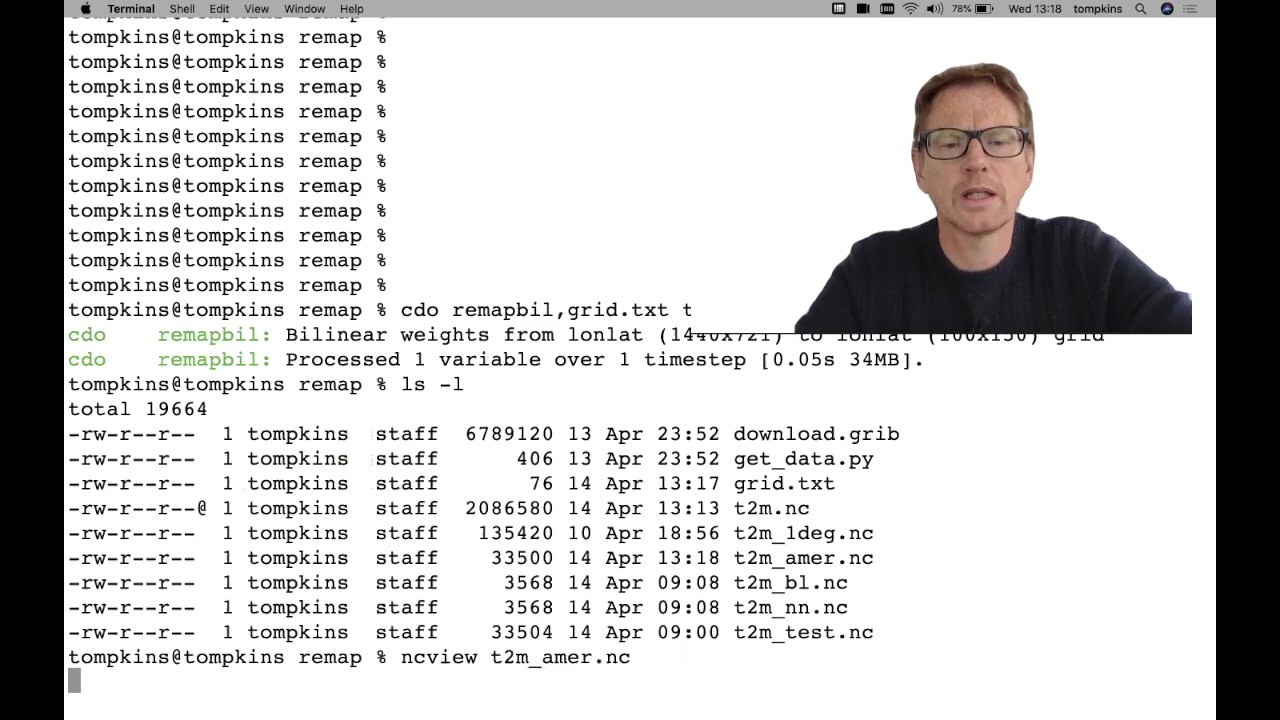 Terminal Shell Edit View Window Help 78% Wed 13:18 tompkins
tompkins@tompkins remap %
tompkins@tompkins remap %
tompkins@tompkins remap %
tompkins@tompkins remap %
tompkins@tompkins remap %
tompkins@tompkins remap %
tompkins@tompkins remap %
tompkins@tompkins remap %
tompkins@tompkins remap %
tompkins@tompkins remap %
tompkins@tompkins remap %
tompkins@tompkins remap %
tompkins@tompkins remap % cdo remapbil,grid.txt t
cdo remapbil: Bilinear weights from lonlat (1440x721) to lonlat (100x150) grid
cdo remapbil: Processed 1 variable over 1 timestep [0.05s 34MB].
tompkins@tompkins remap % ls -l
total 19664
-rw-r--r-- 1 tompkins staff 6789120 13 Apr 23:52 download.grib
-rw-r--r-- 1 tompkins staff 406 13 Apr 23:52 get_data.py
-rw-r--r-- 1 tompkins staff 76 14 Apr 13:17 grid.txt
-rw-r--r--@ 1 tompkins staff 2086580 14 Apr 13:13 t2m.nc
-rw-r--r-- 1 tompkins staff 135420 10 Apr 18:56 t2m_1deg.nc
-rw-r--r-- 1 tompkins staff 33500 14 Apr 13:18 t2m_amer.nc
-rw-r--r-- 1 tompkins staff 3568 14 Apr 09:08 t2m_bl.nc
-rw-r--r-- 1 tompkins staff 3568 14 Apr 09:08 t2m_nn.nc
-rw-r--r-- 1 tompkins staff 33504 14 Apr 09:00 t2m_test.nc
tompkins@tompkins remap % ncview t2m_amer.nc